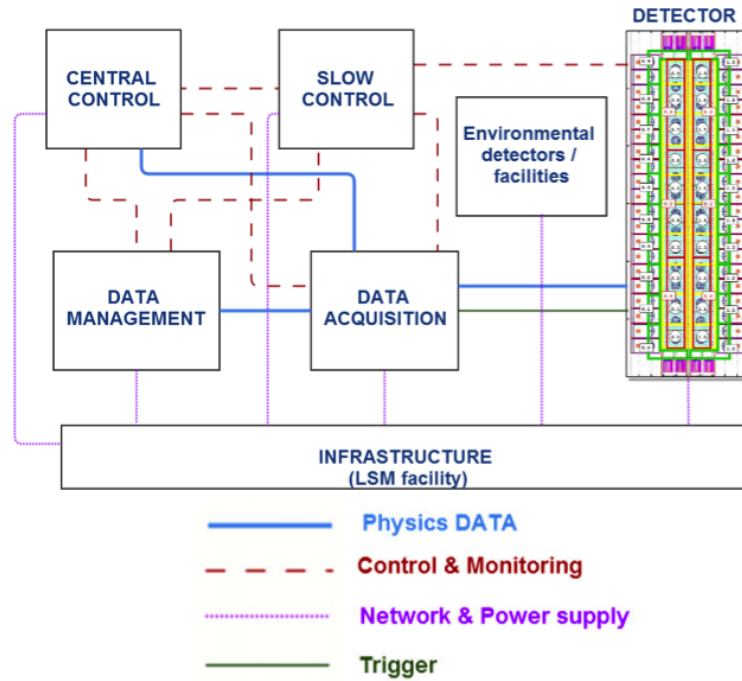 DETECTOR
CENTRAL
CONTROL
SLOW
CONTROL
Environmental
detectors /
facilities
DATA
MANAGEMENT
DATA
ACQUISITION
INFRASTRUCTURE
(LSM facility)
Physics DATA
Control & Monitoring
Network & Power supply
Trigger